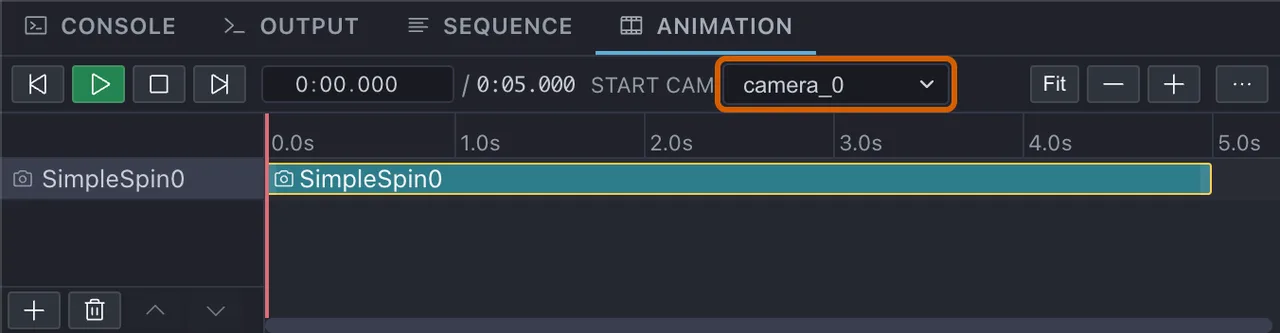 CONSOLE OUTPUT SEQUENCE ANIMATION
0:00.000 / 0:05.000 START CAM camera_0 Fit
0.0s 1.0s 2.0s 3.0s 4.0s 5.0s
SimpleSpin0 SimpleSpin0